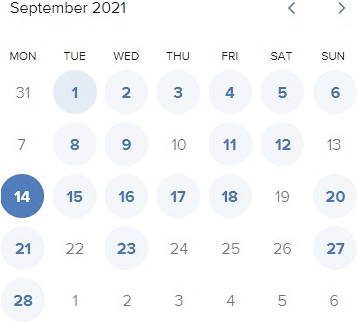 September 2021
MON TUE WED THU FRI SAT SUN
31 1 2 3 4 5 6
7 8 9 10 11 12 13
14 15 16 17 18 19 20
21 22 23 24 25 26 27
28 1 2 3 4 5 6